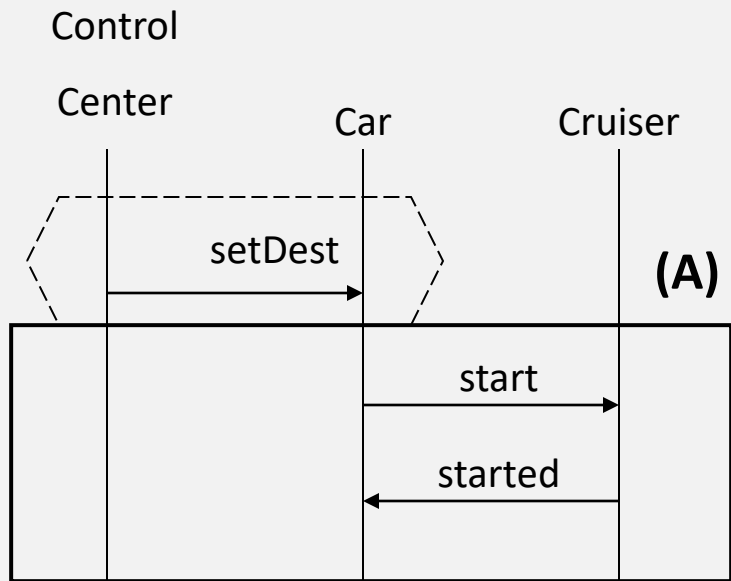 Control
Center
Car
Cruiser
setDest
(A)
start
started